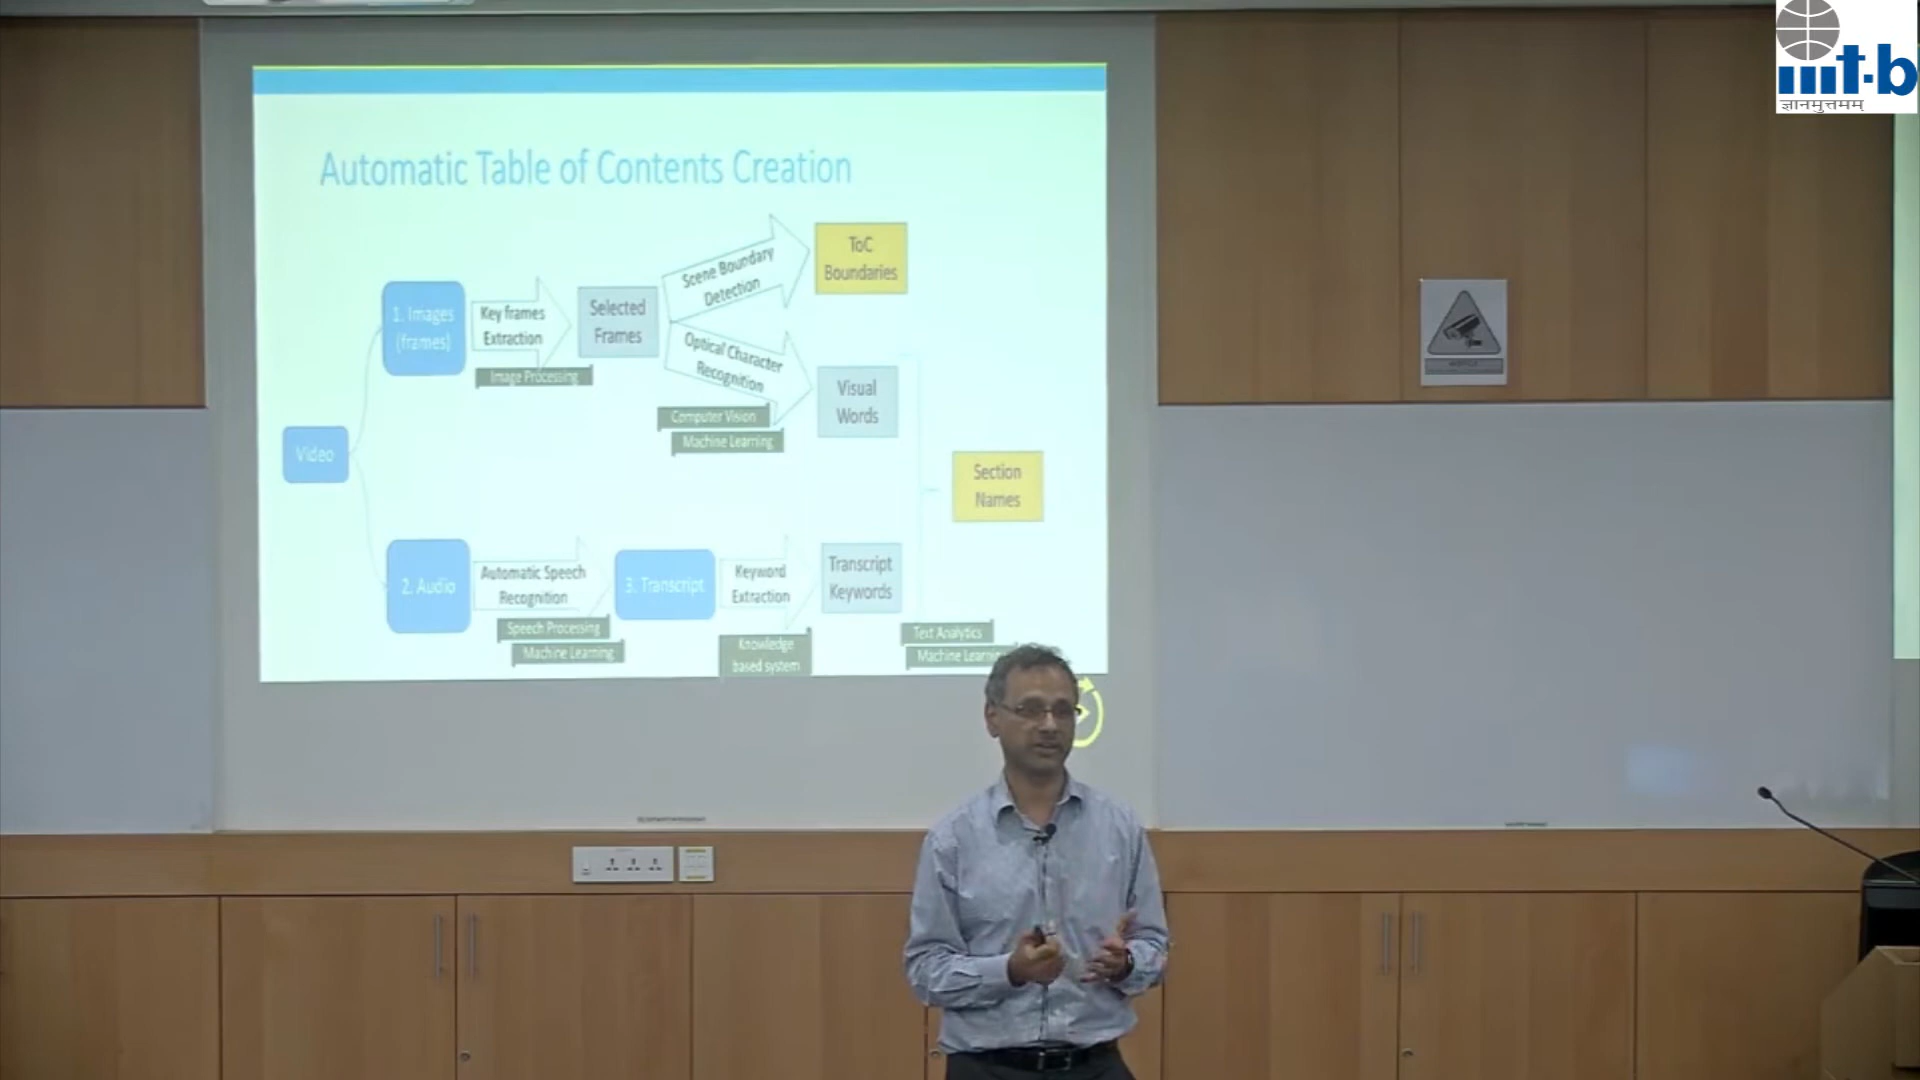 iiit-b
ज्ञानमुत्तमम्
Automatic Table of Contents Creation
ToC
Boundaries
Scene Boundary
Detection
1. Images
(frames)
Key frames
Extraction
Selected
Frames
Image Processing
Optical Character
Recognition
Visual
Words
Computer Vision
Machine Learning
Video
Section
Names
2. Audio
Automatic Speech
Recognition
3. Transcript
Keyword
Extraction
Transcript
Keywords
Speech Processing
Machine Learning
Knowledge
based system
Text Analytics
Machine Learning